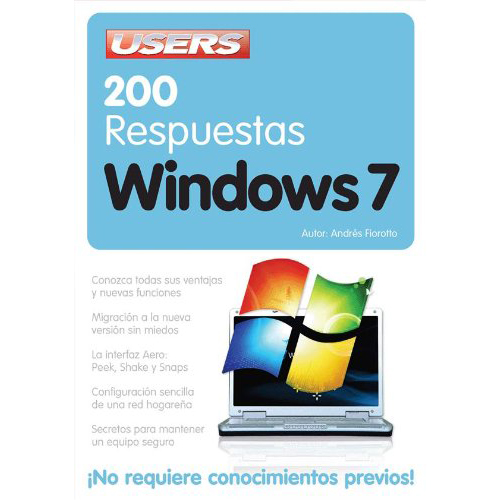 USERS
200
Respuestas
Windows 7
Autor: Andrés Fiorotto
Conozca todas sus ventajas
y nuevas funciones
Migración a la nueva
versión sin miedos
La interfaz Aero:
Peek, Shake y Snaps
Configuración sencilla
de una red hogareña
Secretos para mantener
un equipo seguro
¡No requiere conocimientos previos!